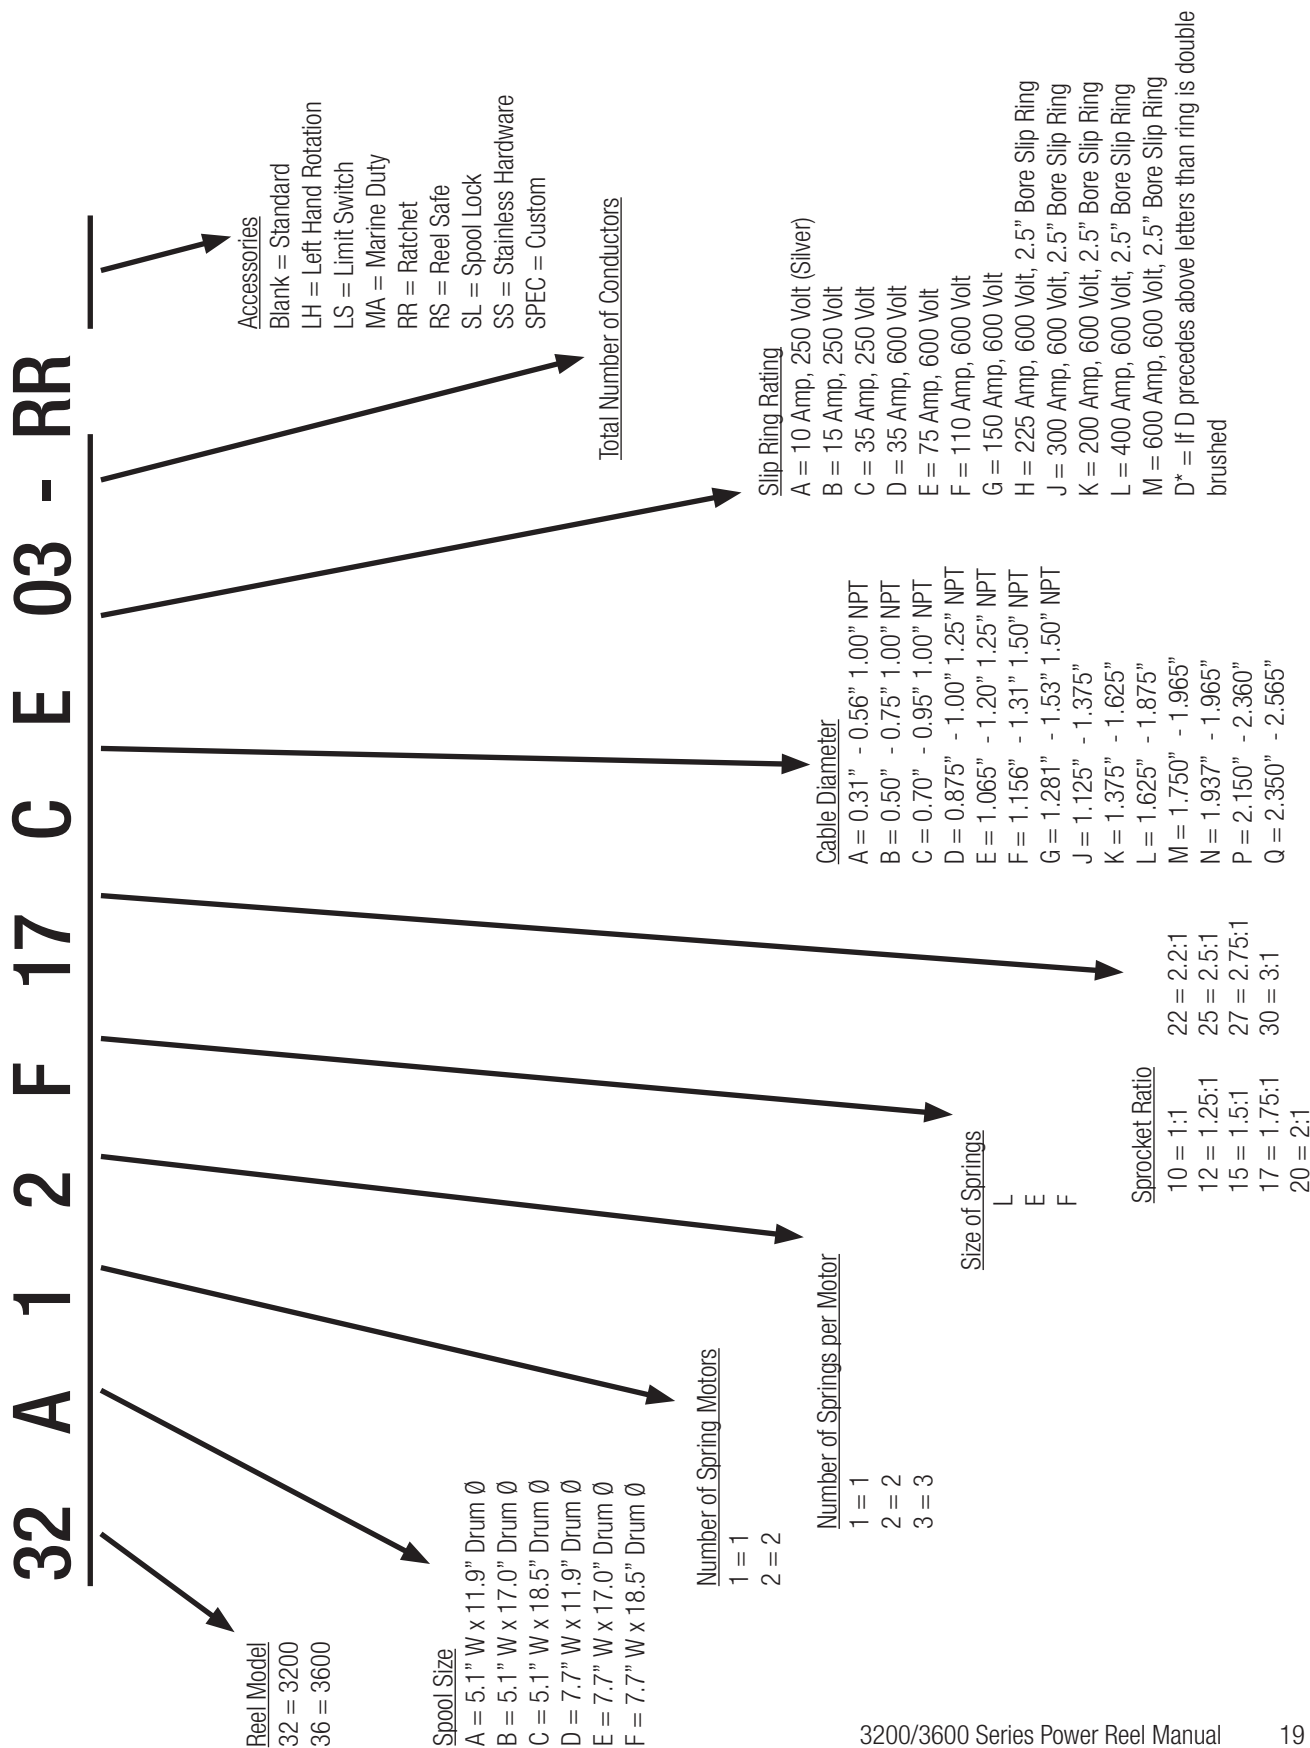 32 A 1 2 F 17 C E 03 - RR
Reel Model
32 = 3200
36 = 3600
Spool Size
A = 5.1” W x 11.9” Drum Ø
B = 5.1” W x 17.0” Drum Ø
C = 5.1” W x 18.5” Drum Ø
D = 7.7” W x 11.9” Drum Ø
E = 7.7” W x 17.0” Drum Ø
F = 7.7” W x 18.5” Drum Ø
Number of Spring Motors
1 = 1
2 = 2
Number of Springs per Motor
1 = 1
2 = 2
3 = 3
Size of Springs
L
E
F
Sprocket Ratio
10 = 1:1
12 = 1.25:1
15 = 1.5:1
17 = 1.75:1
20 = 2:1
22 = 2.2:1
25 = 2.5:1
27 = 2.75:1
30 = 3:1
Cable Diameter
A = 0.31” - 0.56” 1.00” NPT
B = 0.50” - 0.75” 1.00” NPT
C = 0.70” - 0.95” 1.00” NPT
D = 0.875” - 1.00” 1.25” NPT
E = 1.065” - 1.20” 1.25” NPT
F = 1.156” - 1.31” 1.50” NPT
G = 1.281” - 1.53” 1.50” NPT
J = 1.125” - 1.375”
K = 1.375” - 1.625”
L = 1.625” - 1.875”
M = 1.750” - 1.965”
N = 1.937” - 1.965”
P = 2.150” - 2.360”
Q = 2.350” - 2.565”
Slip Ring Rating
A = 10 Amp, 250 Volt (Silver)
B = 15 Amp, 250 Volt
C = 35 Amp, 250 Volt
D = 35 Amp, 600 Volt
E = 75 Amp, 600 Volt
F = 110 Amp, 600 Volt
G = 150 Amp, 600 Volt
H = 225 Amp, 600 Volt, 2.5” Bore Slip Ring
J = 300 Amp, 600 Volt, 2.5” Bore Slip Ring
K = 200 Amp, 600 Volt, 2.5” Bore Slip Ring
L = 400 Amp, 600 Volt, 2.5” Bore Slip Ring
M = 600 Amp, 600 Volt, 2.5” Bore Slip Ring
D* = If D precedes above letters than ring is double
brushed
Total Number of Conductors
Accessories
Blank = Standard
LH = Left Hand Rotation
LS = Limit Switch
MA = Marine Duty
RR = Ratchet
RS = Reel Safe
SL = Spool Lock
SS = Stainless Hardware
SPEC = Custom
3200/3600 Series Power Reel Manual 19